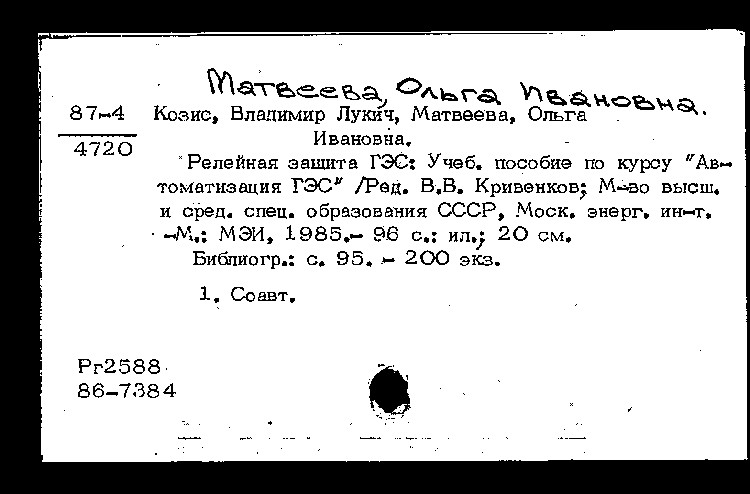 Матвеева, Ольга Ивановна.
87-4 Козис, Владимир Лукич, Матвеева, Ольга
4720 Ивановна.
Релейная защита ГЭС: Учеб. пособие по курсу "Ав-
томатизация ГЭС" /Ред. В.В. Кривенков; М-во высш.
и сред. спец. образования СССР, Моск. энерг. ин-т.
-М.: МЭИ, 1985.- 96 с.: ил.; 20 см.
Библиогр.: с. 95. - 200 экз.
1. Соавт.
Рг2588
86-7384